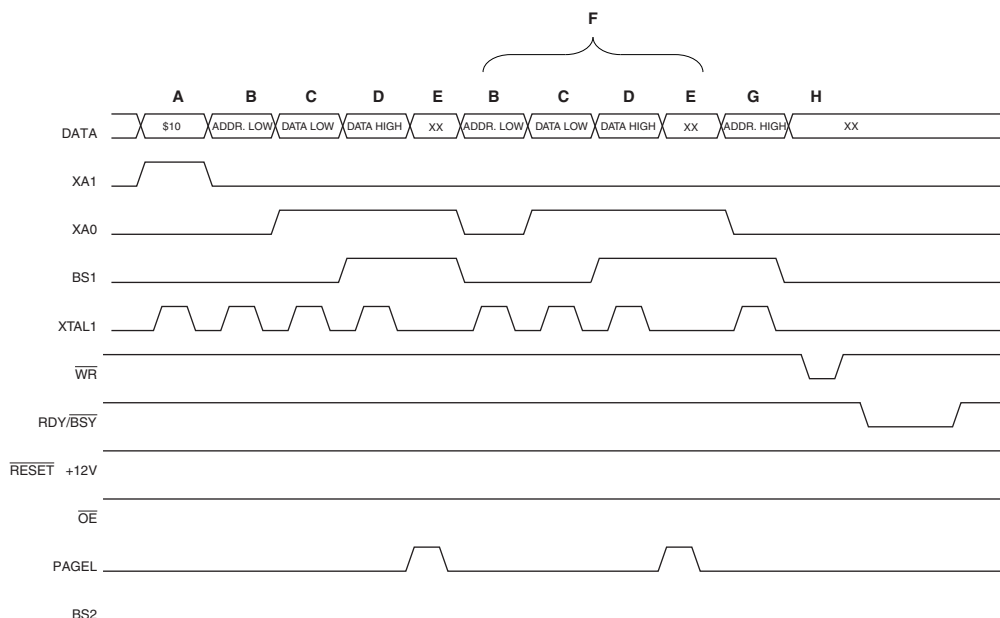 F
A B C D E B C D E G H
DATA $10 ADDR. LOW DATA LOW DATA HIGH XX ADDR. LOW DATA LOW DATA HIGH XX ADDR. HIGH XX
XA1
XA0
BS1
XTAL1
WR
RDY/BSY
RESET +12V
OE
PAGEL
BS2